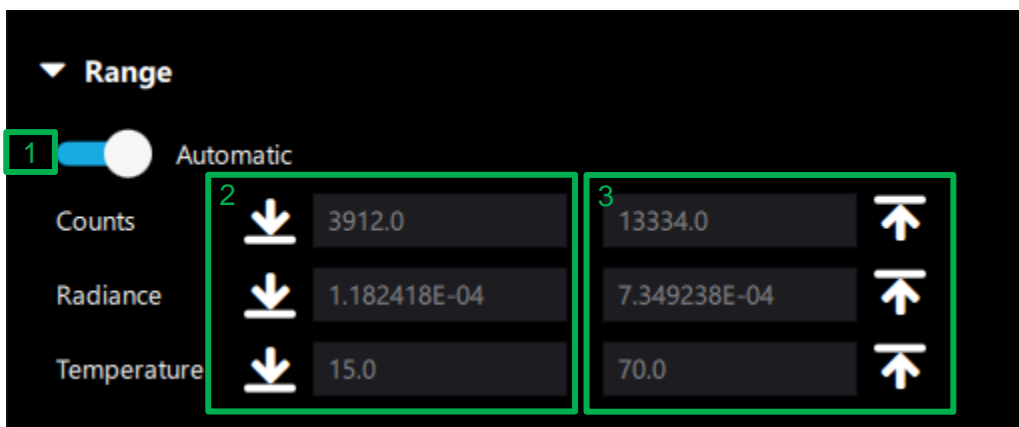 Range
1 Automatic
2 3
Counts 3912.0 13334.0
Radiance 1.182418E-04 7.349238E-04
Temperature 15.0 70.0